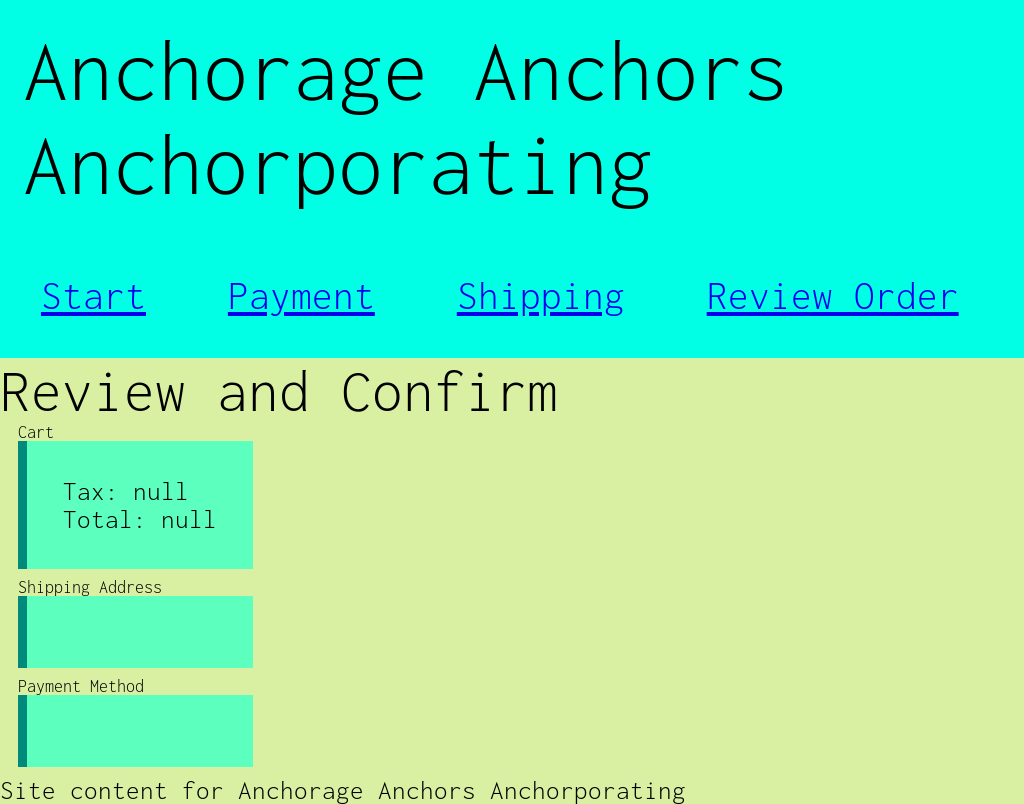 Anchorage Anchors
Anchorporating
Start Payment Shipping Review Order
Review and Confirm
Cart
Tax: null
Total: null
Shipping Address
Payment Method
Site content for Anchorage Anchors Anchorporating